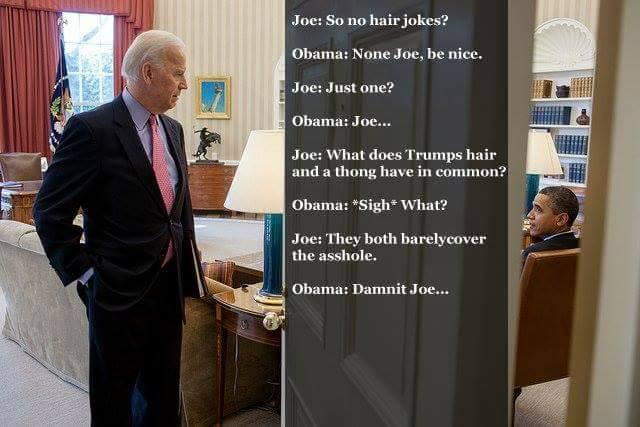 Joe: So no hair jokes?
Obama: None Joe, be nice.
Joe: Just one?
Obama: Joe...
Joe: What does Trumps hair
and a thong have in common?
Obama: *Sigh* What?
Joe: They both barelycover
the asshole.
Obama: Damnit Joe...